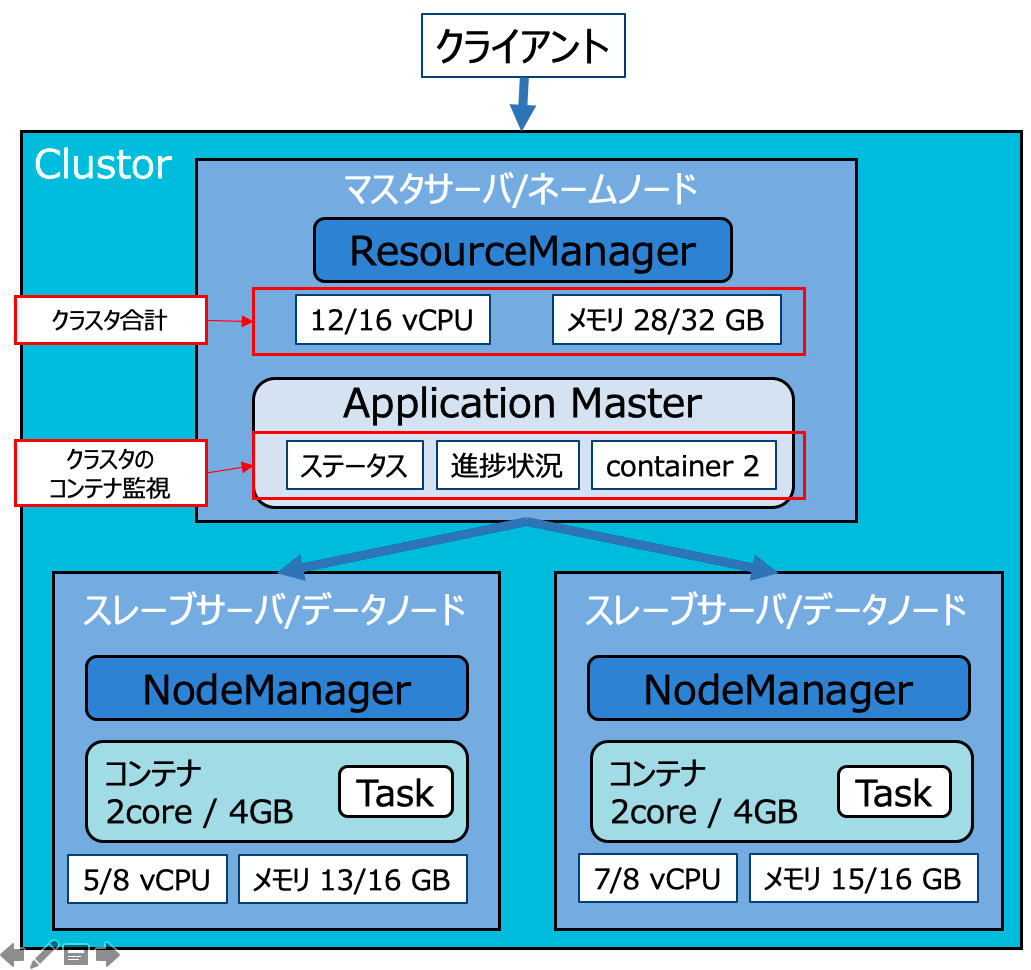 クライアント
Clustor
マスタサーバ/ネームノード
ResourceManager
クラスタ合計
12/16 vCPU
メモリ 28/32 GB
Application Master
クラスタの
コンテナ監視
ステータス
進捗状況
container 2
スレーブサーバ/データノード
NodeManager
コンテナ
2core / 4GB
Task
5/8 vCPU
メモリ 13/16 GB
スレーブサーバ/データノード
NodeManager
コンテナ
2core / 4GB
Task
7/8 vCPU
メモリ 15/16 GB